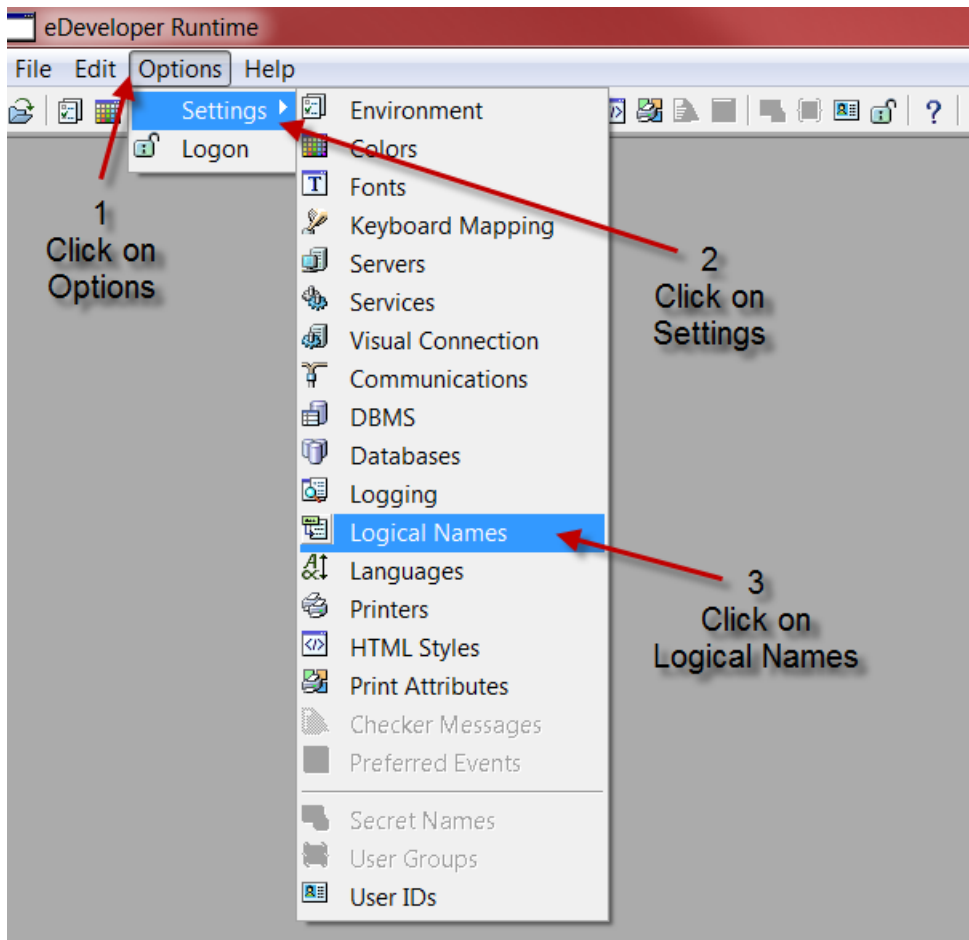 eDeveloper Runtime
File Edit Options Help
Settings
Logon
Environment
Colors
Fonts
Keyboard Mapping
Servers
Services
Visual Connection
Communications
DBMS
Databases
Logging
Logical Names
Languages
Printers
HTML Styles
Print Attributes
Checker Messages
Preferred Events
Secret Names
User Groups
User IDs
1
Click on
Options
2
Click on
Settings
3
Click on
Logical Names